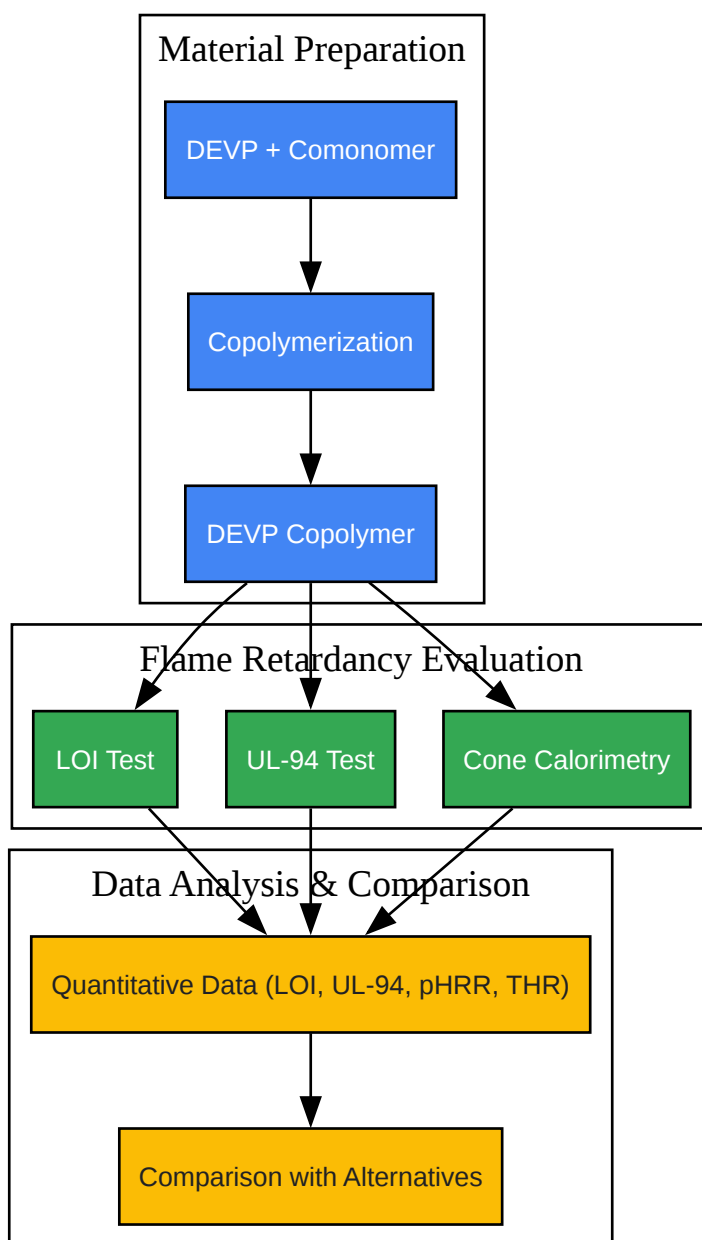 Material Preparation
DEVP + Comonomer
Copolymerization
DEVP Copolymer
Flame Retardancy Evaluation
LOI Test
UL-94 Test
Cone Calorimetry
Data Analysis & Comparison
Quantitative Data (LOI, UL-94, pHRR, THR)
Comparison with Alternatives